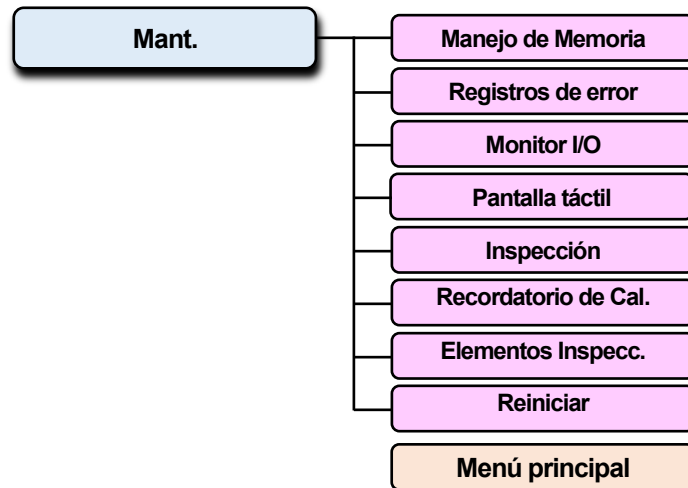 Mant.
Manejo de Memoria
Registros de error
Monitor I/O
Pantalla táctil
Inspección
Recordatorio de Cal.
Elementos Inspecc.
Reiniciar
Menú principal